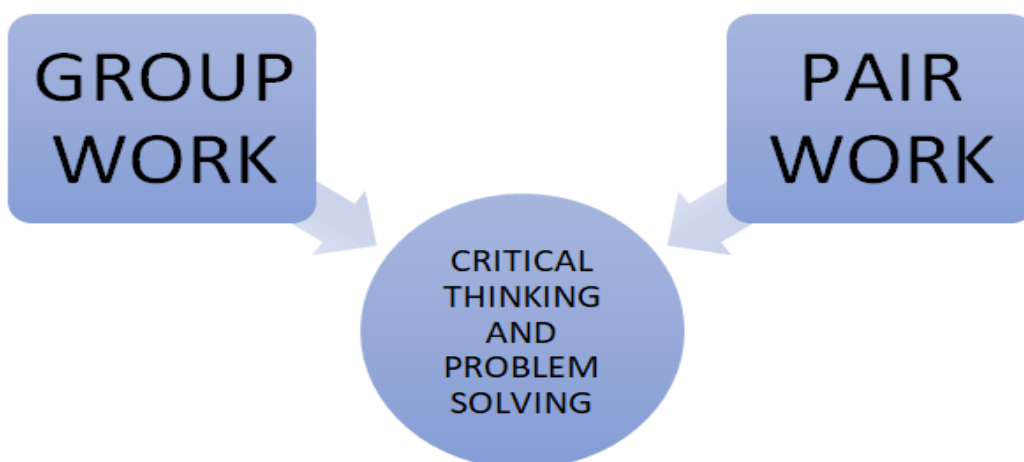 GROUP
WORK
PAIR
WORK
CRITICAL
THINKING
AND
PROBLEM
SOLVING